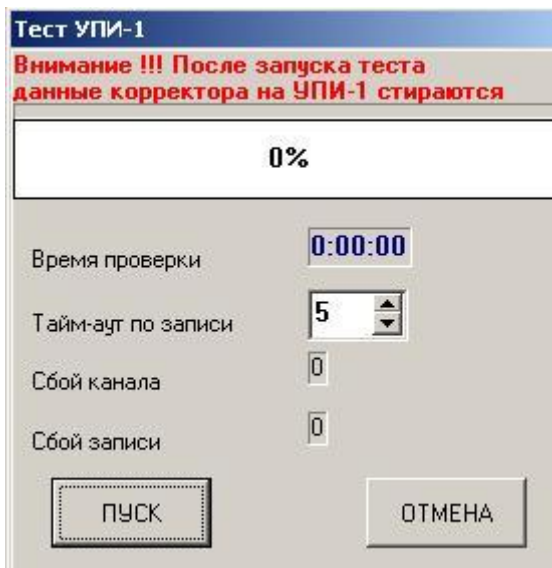 Тест УПИ-1
Внимание !!! После запуска теста
данные корректора на УПИ-1 стираются
0%
Время проверки 0:00:00
Тайм-аут по записи 5
Сбой канала 0
Сбой записи 0
ПУСК ОТМЕНА